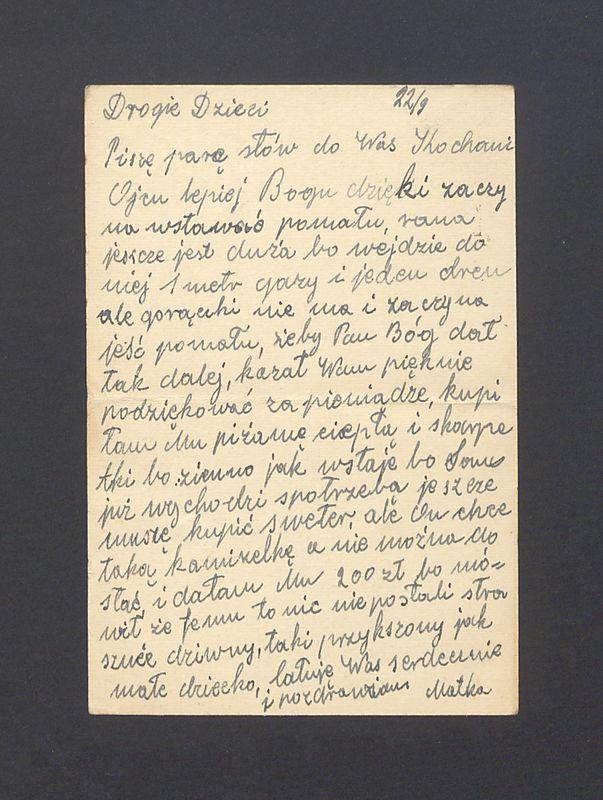 Drogie Dzieci 22/9
Piszę parę słów do Was Kochani
Ojcu lepiej Bogu dzięki zaczy
na wstawać pomału, rana
jeszcze jest duża bo wejdzie do
niej 1 metr gazy i jeden dren
ale gorączki nie ma i zaczyna
jeść pomału, żeby Pan Bóg dał
tak dalej, kazał Wam pięknie
podziękować za pieniądze, kupi
łam Mu piżamę ciepłą i skarpe
tki bo zimno jak wstaje bo Sam
już wychodzi spotrzeba jeszcze
muszę kupić sweter, ale On chce
taką kamizelkę a nie można do
stać, i dałam Mu 200 zł bo mó-
wił że Jemu to nic nie posłali stra
sznie dziwny, taki przykszony jak
małe dziecko, całuję Was serdecznie
i pozdrawiam Matka